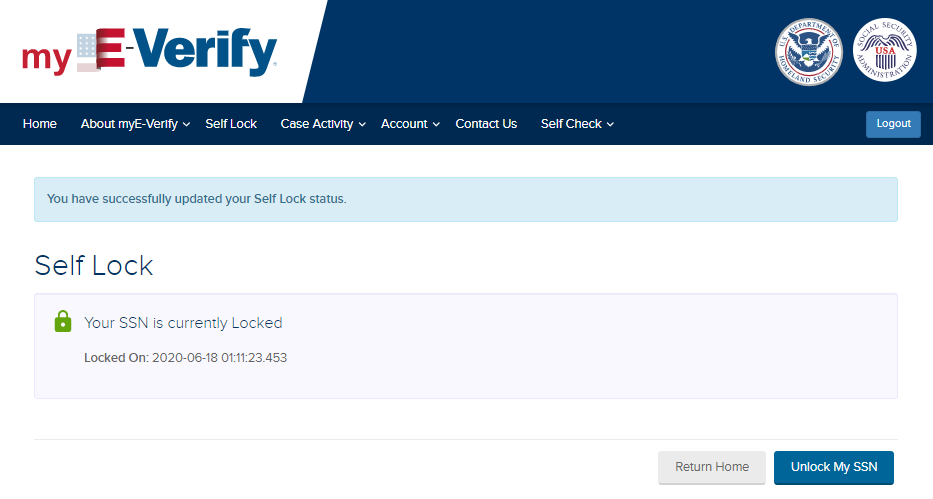 my E-Verify
U.S. DEPARTMENT OF HOMELAND SECURITY
SOCIAL SECURITY ADMINISTRATION
USA
Home About myE-Verify Self Lock Case Activity Account Contact Us Self Check Logout
You have successfully updated your Self Lock status.
Self Lock
Your SSN is currently Locked
Locked On: 2020-06-18 01:11:23.453
Return Home Unlock My SSN